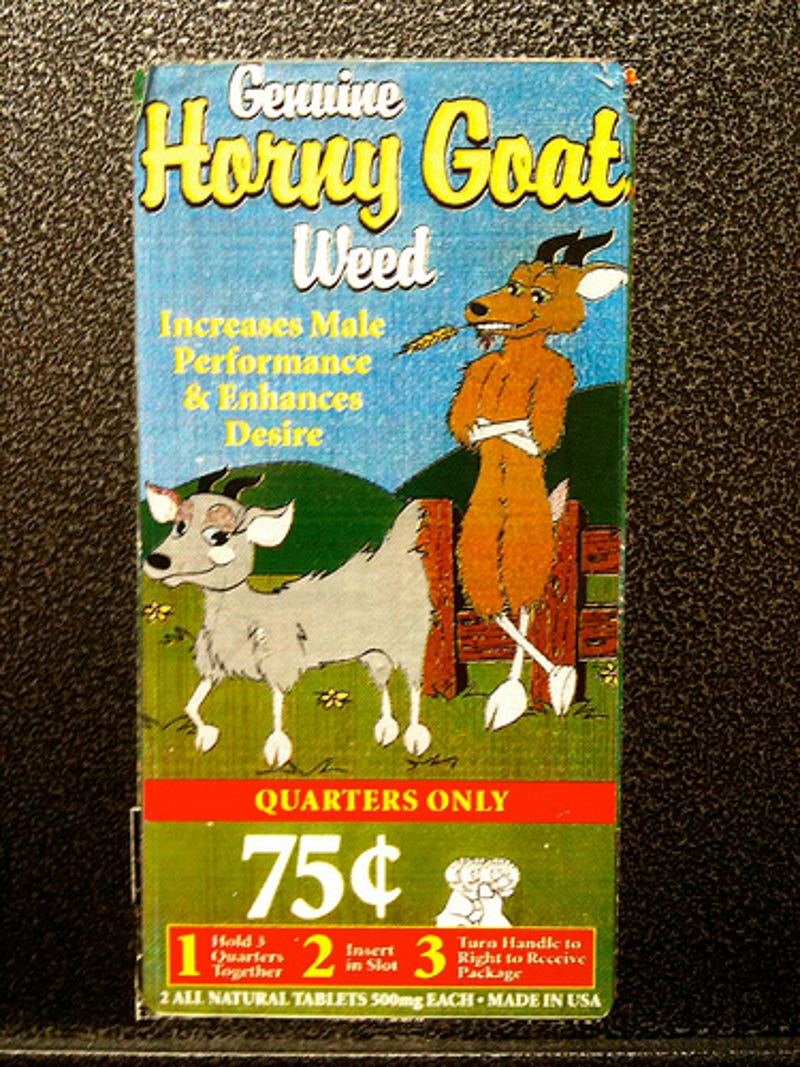 Genuine
Horny Goat
Weed
Increases Male
Performance
& Enhances
Desire
QUARTERS ONLY
75¢
1 Hold 3 Quarters Together 2 Insert in Slot 3 Turn Handle to Right to Receive Package
2 ALL NATURAL TABLETS 500mg EACH • MADE IN USA